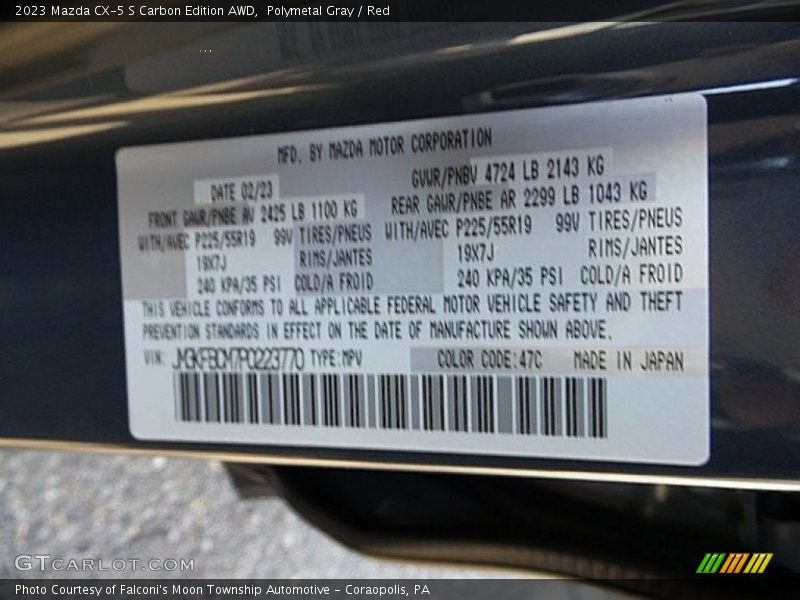 2023 Mazda CX-5 S Carbon Edition AWD, Polymetal Gray / Red
MFD. BY MAZDA MOTOR CORPORATION
DATE 02/23 GVWR/PNBV 4724 LB 2143 KG
FRONT GAWR/PNBE AV 2425 LB 1100 KG REAR GAWR/PNBE AR 2299 LB 1043 KG
WITH/AVEC P225/55R19 99V TIRES/PNEUS WITH/AVEC P225/55R19 99V TIRES/PNEUS
19X7J RIMS/JANTES 19X7J RIMS/JANTES
240 KPA/35 PSI COLD/A FROID 240 KPA/35 PSI COLD/A FROID
THIS VEHICLE CONFORMS TO ALL APPLICABLE FEDERAL MOTOR VEHICLE SAFETY AND THEFT
PREVENTION STANDARDS IN EFFECT ON THE DATE OF MANUFACTURE SHOWN ABOVE.
VIN: JM3KFBCM7P0223770 TYPE:MPV COLOR CODE:47C MADE IN JAPAN
GTCARLOT.COM
Photo Courtesy of Falconi's Moon Township Automotive - Coraopolis, PA